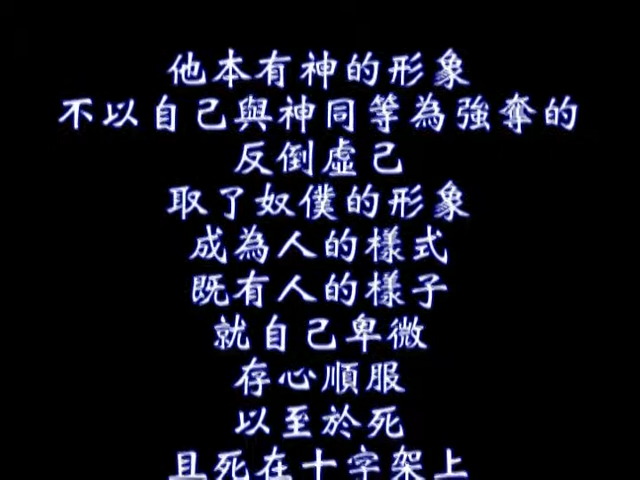 他本有神的形象
不以自己與神同等為強奪的
反倒虛己
取了奴僕的形象
成為人的樣式
既有人的樣子
就自己卑微
存心順服
以至於死
且死在十字架上